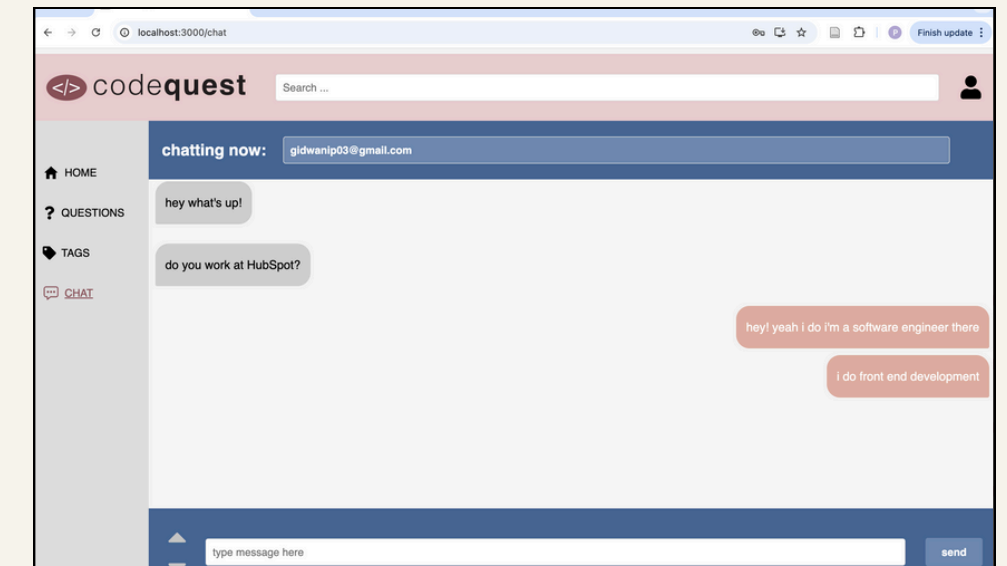 localhost:3000/chat
Finish update
P
</> codequest
Search ...
chatting now: gidwanip03@gmail.com
HOME
? QUESTIONS
TAGS
CHAT
hey what's up!
do you work at HubSpot?
hey! yeah i do i'm a software engineer there
i do front end development
type message here
send